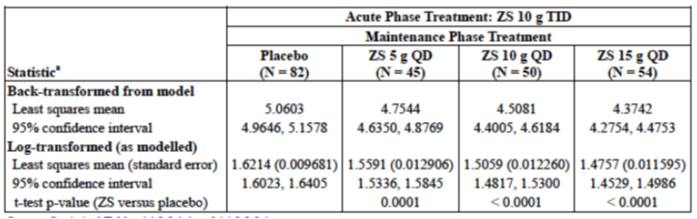 Acute Phase Treatment: ZS 10 g TID
Maintenance Phase Treatment
Placebo ZS 5 g QD ZS 10 g QD ZS 15 g QD
Statisticª (N = 82) (N = 45) (N = 50) (N = 54)
Back-transformed from model
Least squares mean 5.0603 4.7544 4.5081 4.3742
95% confidence interval 4.9646, 5.1578 4.6350, 4.8769 4.4005, 4.6184 4.2754, 4.4753
Log-transformed (as modelled)
Least squares mean (standard error) 1.6214 (0.009681) 1.5591 (0.012906) 1.5059 (0.012260) 1.4757 (0.011595)
95% confidence interval 1.6023, 1.6405 1.5336, 1.5845 1.4817, 1.5300 1.4529, 1.4986
t-test p-value (ZS versus placebo) 0.0001 < 0.0001 < 0.0001